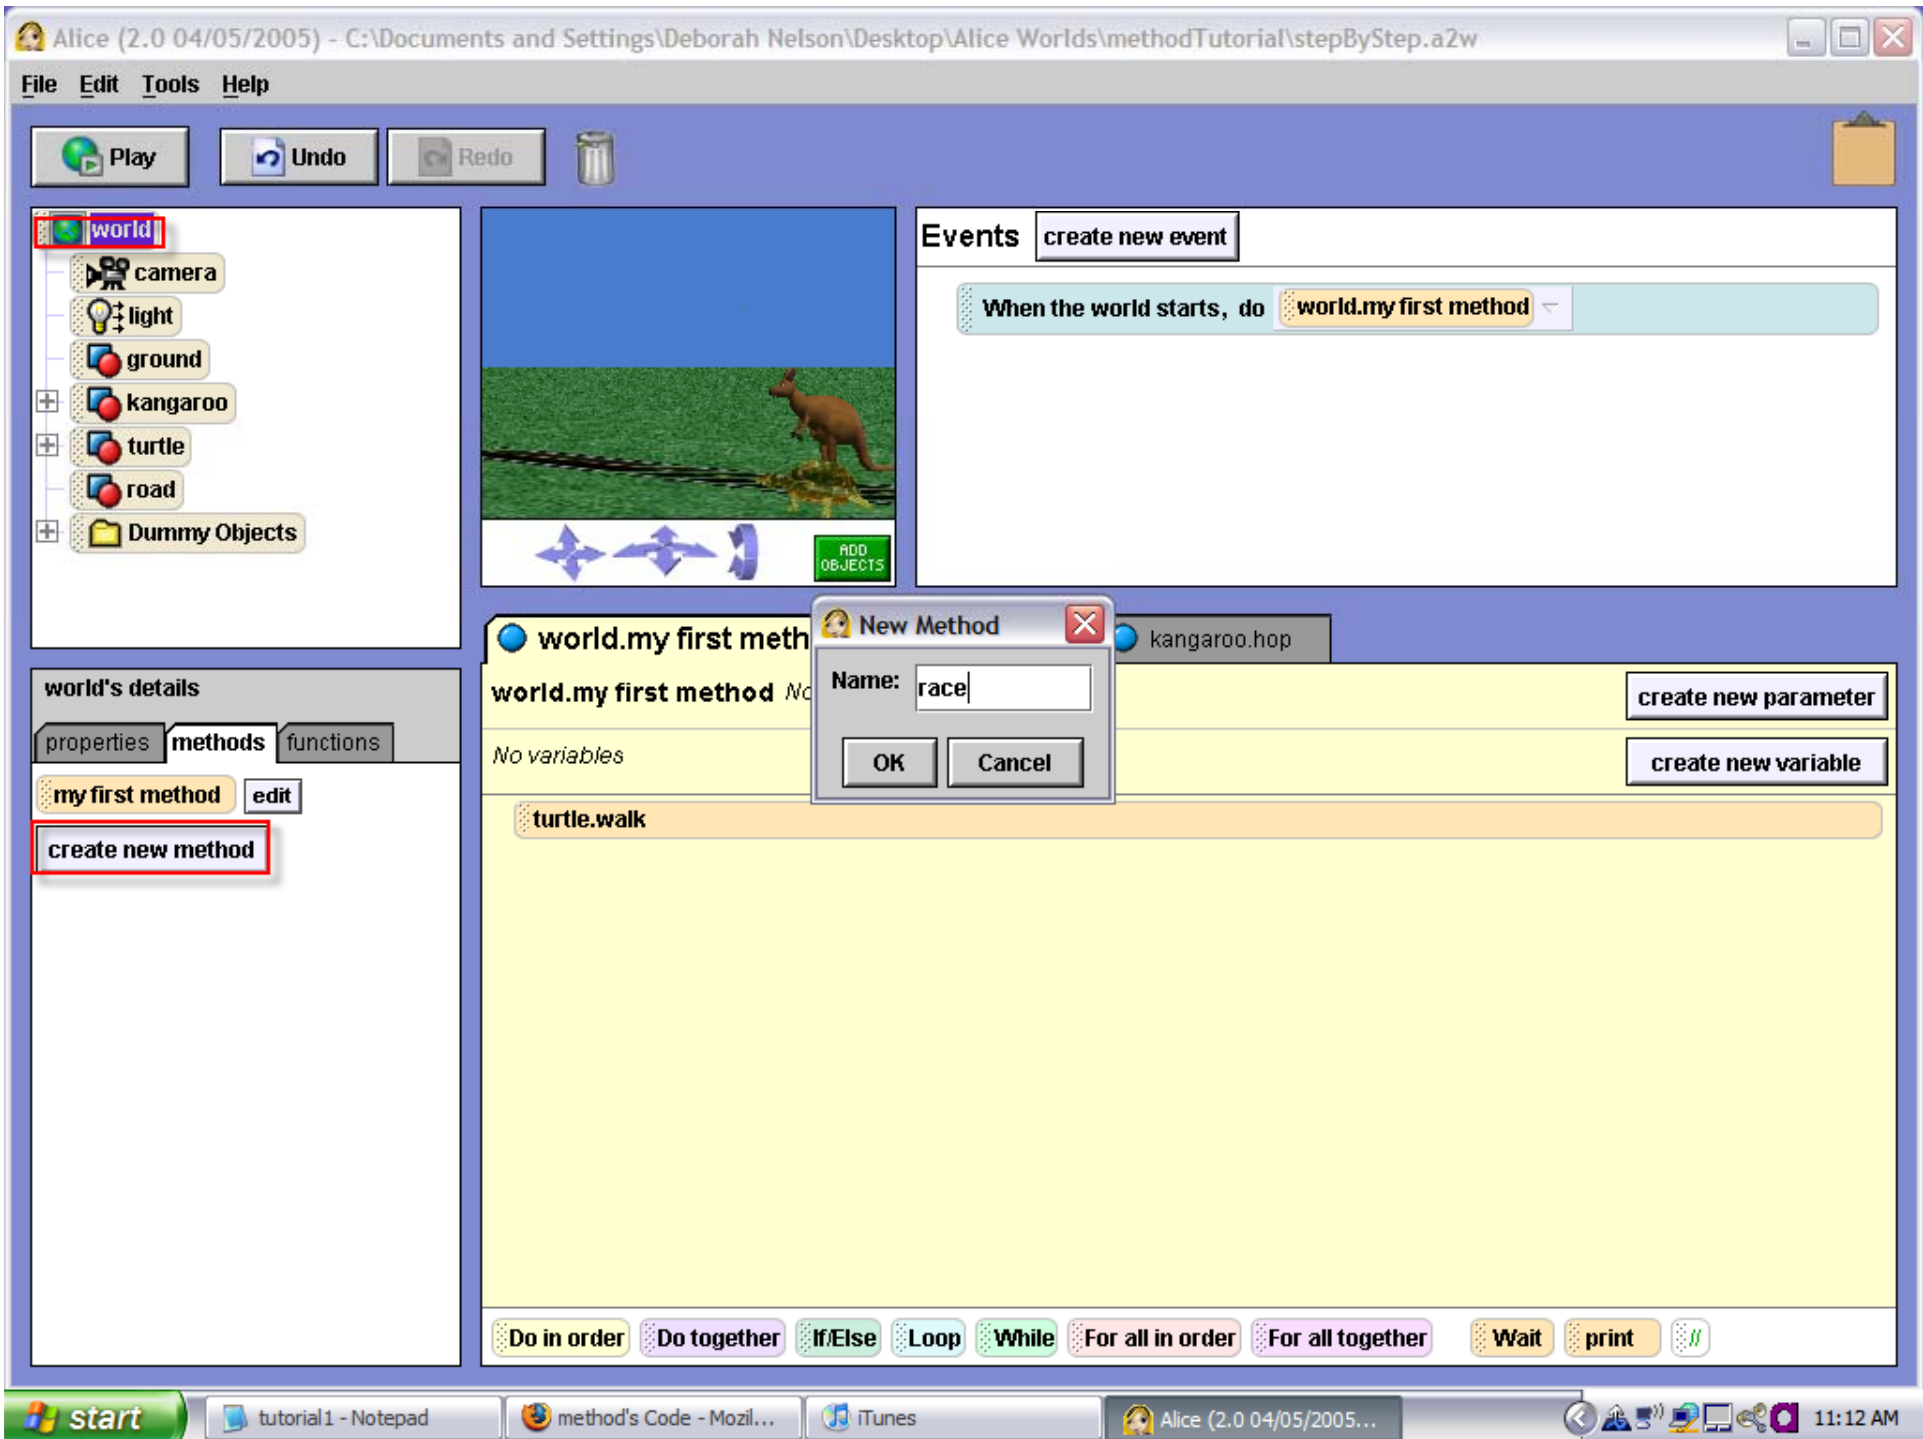 Alice (2.0 04/05/2005) - C:\Documents and Settings\Deborah Nelson\Desktop\Alice Worlds\methodTutorial\stepByStep.a2w
File Edit Tools Help
Play Undo Redo
world
camera
light
ground
kangaroo
turtle
road
Dummy Objects
ADD
OBJECTS
Events create new event
When the world starts, do world.my first method
world's details
properties methods functions
my first method edit
create new method
world.my first meth
kangaroo.hop
world.my first method
create new parameter
No variables
create new variable
turtle.walk
New Method
Name: race
OK Cancel
Do in order Do together If/Else Loop While For all in order For all together Wait print //
start tutorial1 - Notepad method's Code - Mozil... iTunes Alice (2.0 04/05/2005... 11:12 AM